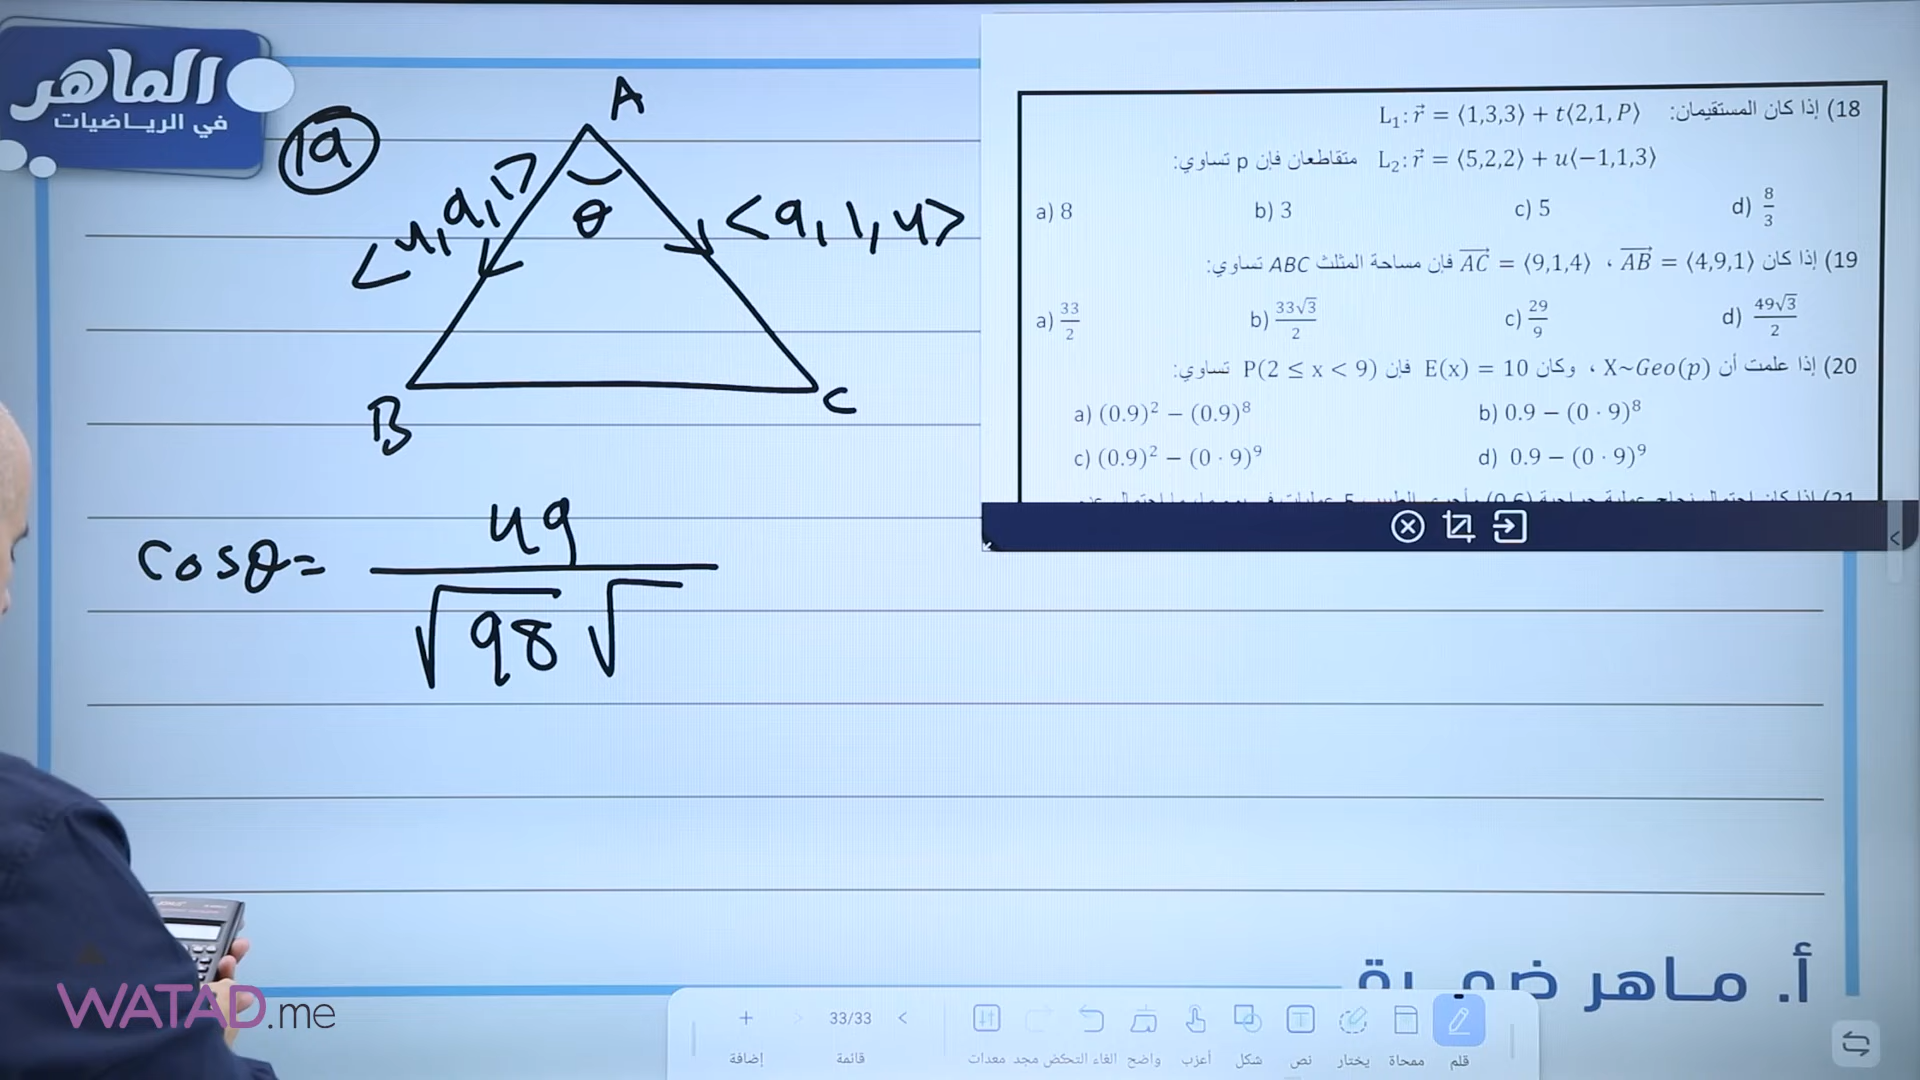 الماهر
في الرياضيات
19
A
θ
<4, 9, 1>
<9, 1, 4>
B
C
cosθ = 49 / √98 √
18) إذا كان المستقيمان: L₁: r⃗ = ⟨1,3,3⟩ + t⟨2,1, P⟩
L₂: r⃗ = ⟨5,2,2⟩ + u⟨−1,1,3⟩ متقاطعان فإن p تساوي:
a) 8 b) 3 c) 5 d) 8/3
19) إذا كان AB⃗ = ⟨4,9,1⟩ ، AC⃗ = ⟨9,1,4⟩ فإن مساحة المثلث ABC تساوي:
a) 33/2 b) 33√3/2 c) 29/9 d) 49√3/2
20) إذا علمت أن X~Geo(p) ، وكان E(x) = 10 فإن P(2 ≤ x < 9) تساوي:
a) (0.9)² − (0.9)⁸ b) 0.9 − (0 · 9)⁸
c) (0.9)² − (0 · 9)⁹ d) 0.9 − (0 · 9)⁹
أ. ماهر ضمرة
WATAD.me
33/33
إضافة قائمة معدات مجد الغاء التخض واضح أعزب شكل نص يختار ممحاة قلم